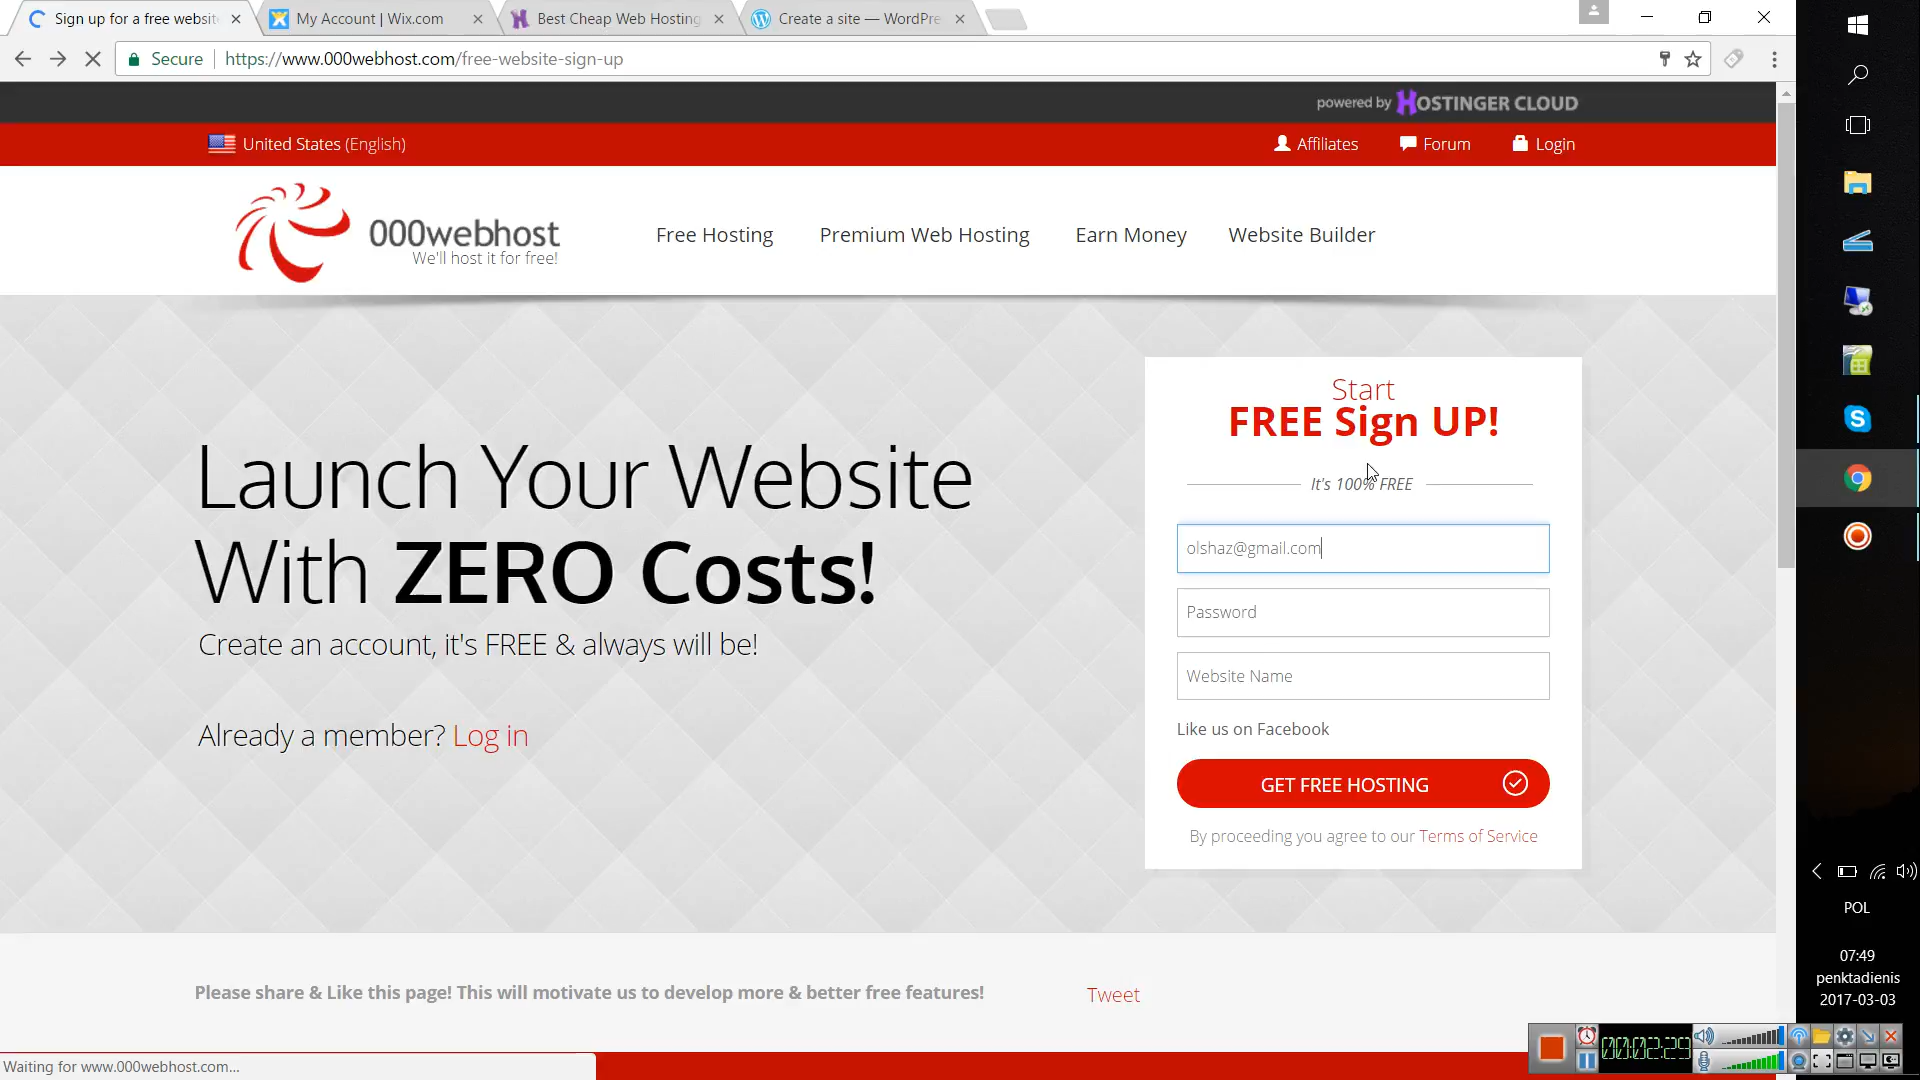 Sign up for a free websit
My Account | Wix.com
Best Cheap Web Hosting
Create a site — WordPre
Secure
https://www.000webhost.com/free-website-sign-up
powered by HOSTINGER CLOUD
United States (English)
Affiliates
Forum
Login
000webhost
We'll host it for free!
Free Hosting
Premium Web Hosting
Earn Money
Website Builder
Launch Your Website
With ZERO Costs!
Create an account, it's FREE & always will be!
Already a member? Log in
Start
FREE Sign UP!
It's 100% FREE
olshaz@gmail.com
Password
Website Name
Like us on Facebook
GET FREE HOSTING
By proceeding you agree to our Terms of Service
Please share & Like this page! This will motivate us to develop more & better free features!
Tweet
Waiting for www.000webhost.com...
POL
07:49
penktadienis
2017-03-03
00:02:29